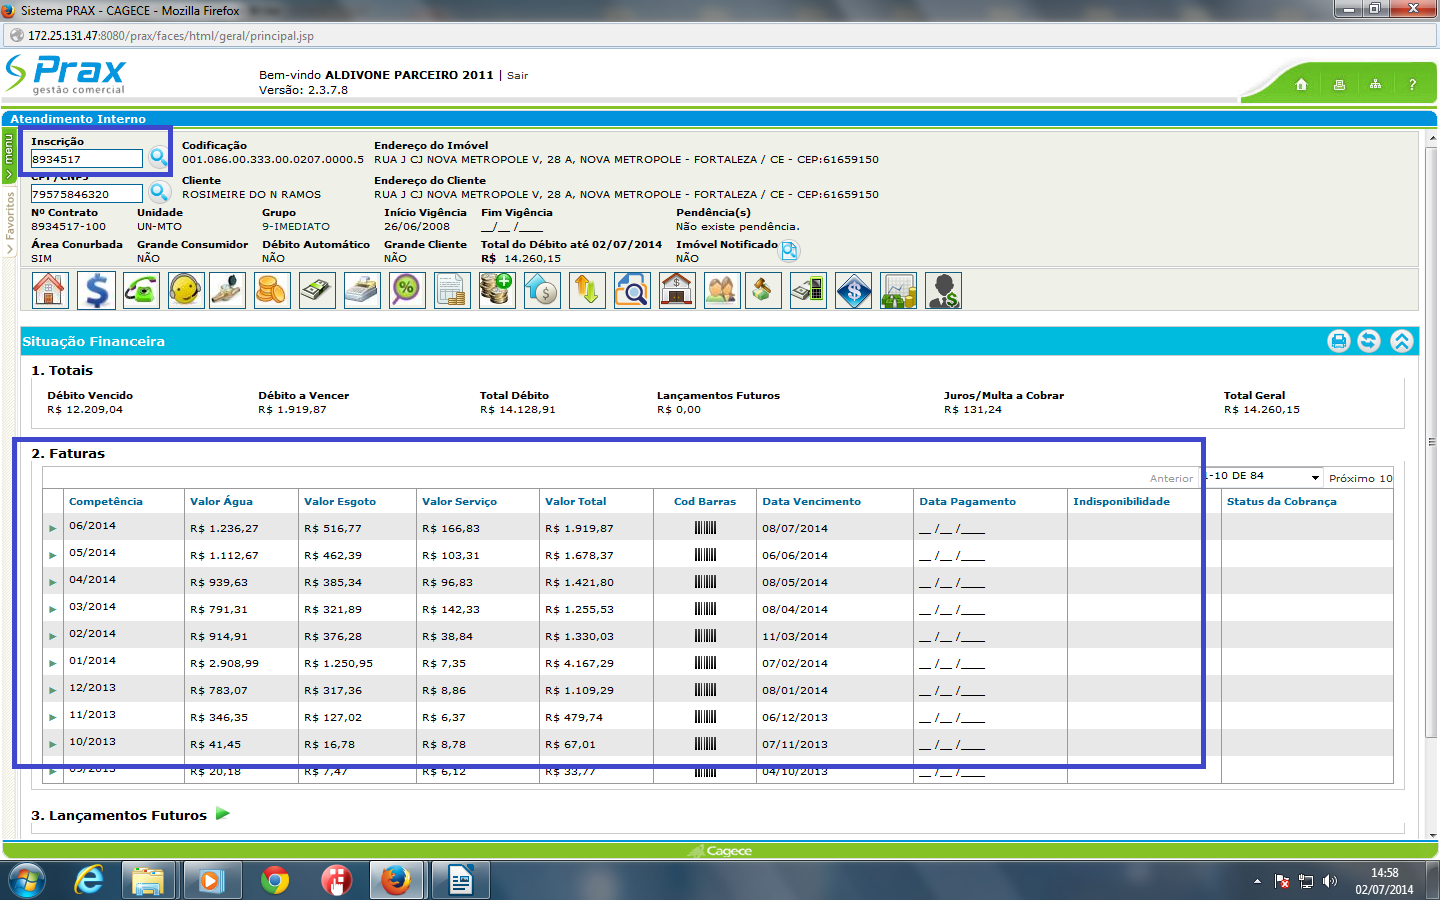 Sistema PRAX - CAGECE - Mozilla Firefox
172.25.131.47:8080/prax/faces/html/geral/principal.jsp
Prax
gestão comercial
Bem-vindo ALDIVONE PARCEIRO 2011 | Sair
Versão: 2.3.7.8
?
Atendimento Interno
menu
Favoritos
Inscrição
8934517
Codificação
001.086.00.333.00.0207.0000.5
Endereço do Imóvel
RUA J CJ NOVA METROPOLE V, 28 A, NOVA METROPOLE - FORTALEZA / CE - CEP:61659150
CPF/CNPJ
79575846320
Cliente
ROSIMEIRE DO N RAMOS
Endereço do Cliente
RUA J CJ NOVA METROPOLE V, 28 A, NOVA METROPOLE - FORTALEZA / CE - CEP:61659150
Nº Contrato Unidade Grupo Início Vigência Fim Vigência Pendência(s)
8934517-100 UN-MTO 9-IMEDIATO 26/06/2008 __/__/____ Não existe pendência.
Área Conurbada Grande Consumidor Débito Automático Grande Cliente Total do Débito até 02/07/2014 Imóvel Notificado
SIM NÃO NÃO NÃO R$ 14.260,15 NÃO
Situação Financeira
1. Totais
Débito Vencido Débito a Vencer Total Débito Lançamentos Futuros Juros/Multa a Cobrar Total Geral
R$ 12.209,04 R$ 1.919,87 R$ 14.128,91 R$ 0,00 R$ 131,24 R$ 14.260,15
2. Faturas
Anterior 1-10 DE 84 Próximo 10
Competência Valor Água Valor Esgoto Valor Serviço Valor Total Cod Barras Data Vencimento Data Pagamento Indisponibilidade Status da Cobrança
06/2014 R$ 1.236,27 R$ 516,77 R$ 166,83 R$ 1.919,87 08/07/2014 __/__/____
05/2014 R$ 1.112,67 R$ 462,39 R$ 103,31 R$ 1.678,37 06/06/2014 __/__/____
04/2014 R$ 939,63 R$ 385,34 R$ 96,83 R$ 1.421,80 08/05/2014 __/__/____
03/2014 R$ 791,31 R$ 321,89 R$ 142,33 R$ 1.255,53 08/04/2014 __/__/____
02/2014 R$ 914,91 R$ 376,28 R$ 38,84 R$ 1.330,03 11/03/2014 __/__/____
01/2014 R$ 2.908,99 R$ 1.250,95 R$ 7,35 R$ 4.167,29 07/02/2014 __/__/____
12/2013 R$ 783,07 R$ 317,36 R$ 8,86 R$ 1.109,29 08/01/2014 __/__/____
11/2013 R$ 346,35 R$ 127,02 R$ 6,37 R$ 479,74 06/12/2013 __/__/____
10/2013 R$ 41,45 R$ 16,78 R$ 8,78 R$ 67,01 07/11/2013 __/__/____
09/2013 R$ 20,18 R$ 7,47 R$ 6,12 R$ 33,77 04/10/2013 __/__/____
3. Lançamentos Futuros
Cagece
14:58
02/07/2014